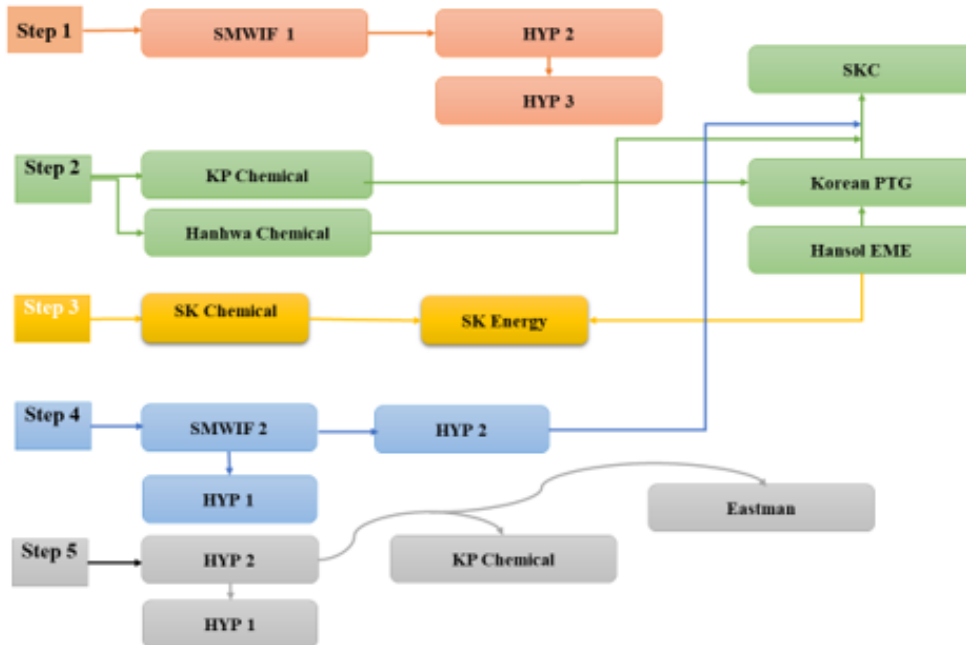 Step 1
SMWIF 1
HYP 2
HYP 3
SKC
Step 2
KP Chemical
Korean PTG
Hanhwa Chemical
Hansol EME
Step 3
SK Chemical
SK Energy
Step 4
SMWIF 2
HYP 2
HYP 1
Eastman
Step 5
HYP 2
KP Chemical
HYP 1